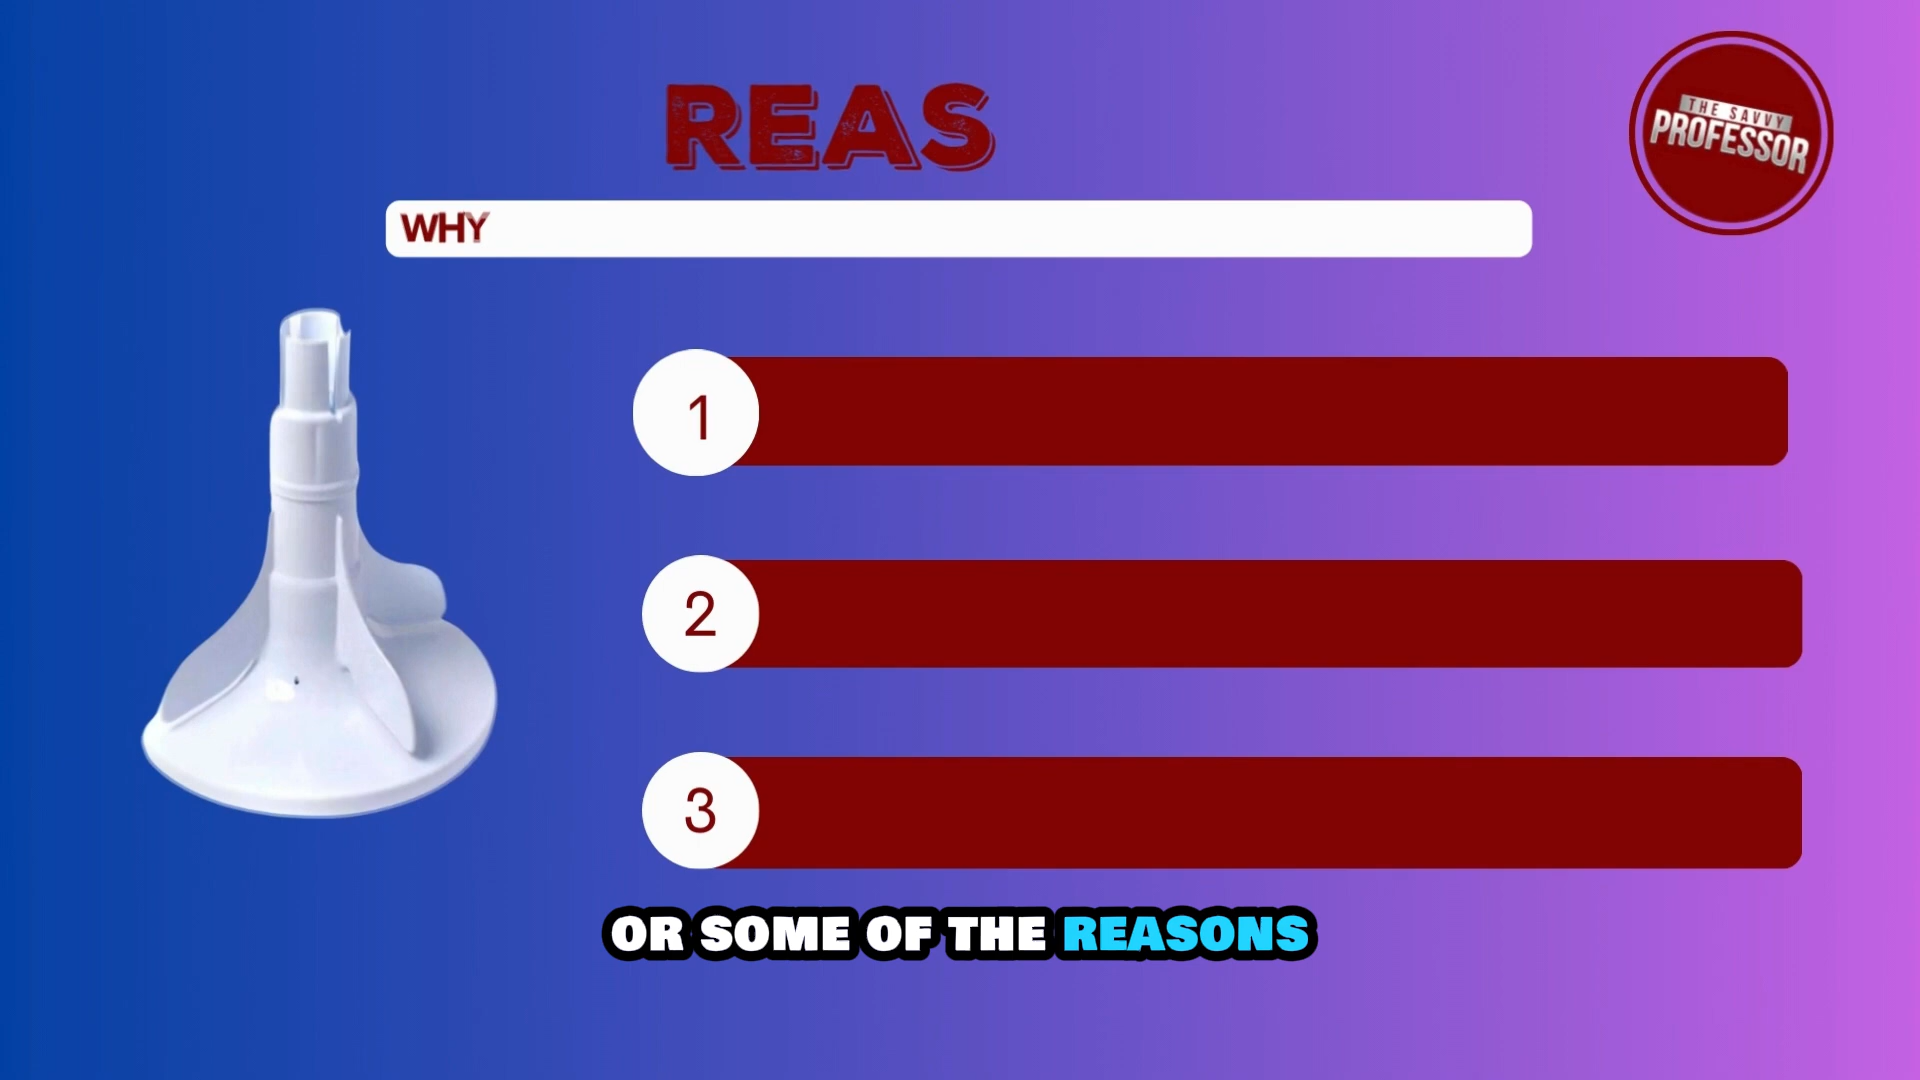 REAS
THE SAVVY
PROFESSOR
WHY
1
2
3
OR SOME OF THE REASONS